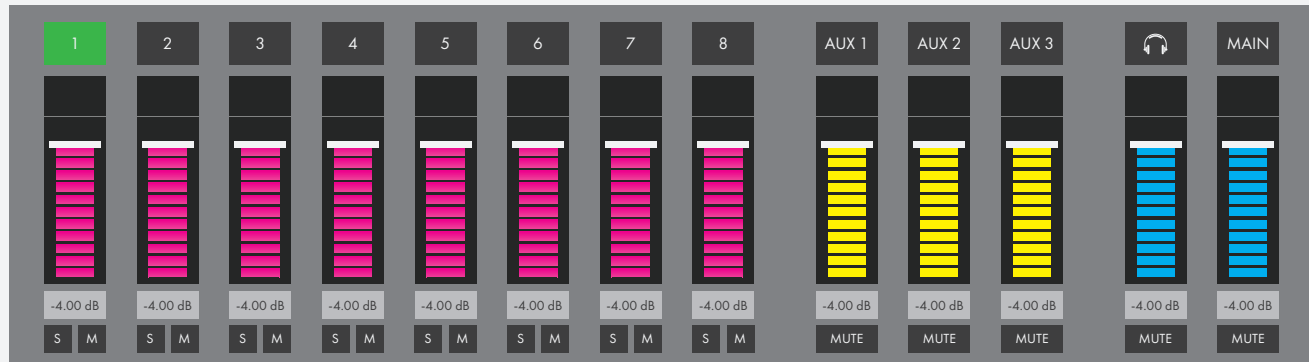 1 2 3 4 5 6 7 8 AUX 1 AUX 2 AUX 3 MAIN
-4.00 dB -4.00 dB -4.00 dB -4.00 dB -4.00 dB -4.00 dB -4.00 dB -4.00 dB -4.00 dB -4.00 dB -4.00 dB -4.00 dB -4.00 dB
S M S M S M S M S M S M S M S M MUTE MUTE MUTE MUTE MUTE